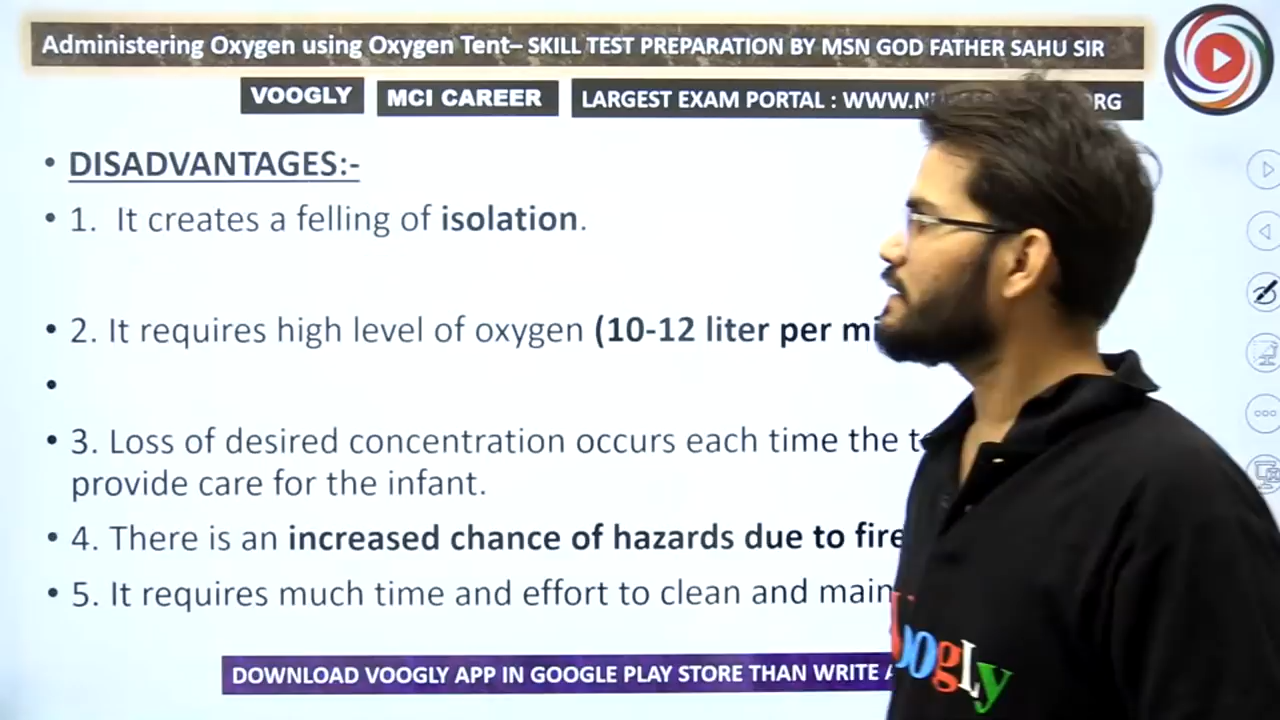 Administering Oxygen using Oxygen Tent– SKILL TEST PREPARATION BY MSN GOD FATHER SAHU SIR
VOOGLY MCI CAREER LARGEST EXAM PORTAL : WWW.N
• DISADVANTAGES:-
• 1. It creates a felling of isolation.
• 2. It requires high level of oxygen (10-12 liter per
•
• 3. Loss of desired concentration occurs each time the
provide care for the infant.
• 4. There is an increased chance of hazards due to fire
• 5. It requires much time and effort to clean and
DOWNLOAD VOOGLY APP IN GOOGLE PLAY STORE THAN WRITE
oogLy